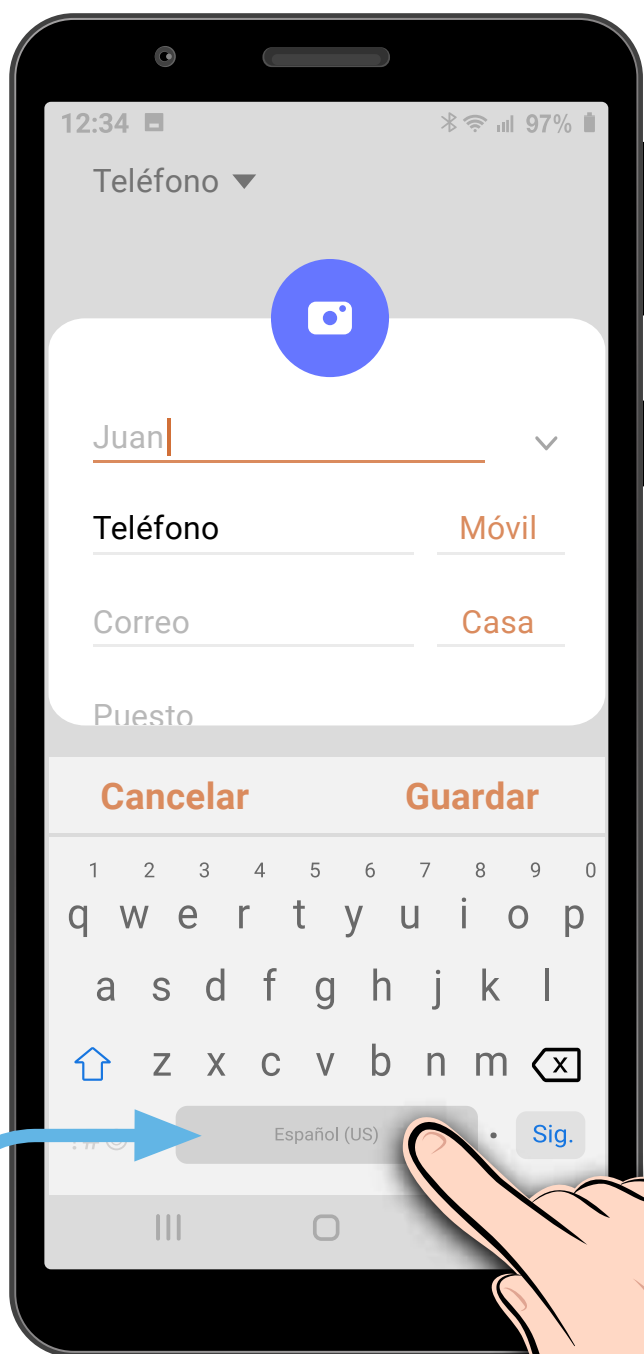 12:34 97%
Teléfono
Juan
Teléfono Móvil
Correo Casa
Puesto
Cancelar Guardar
1 2 3 4 5 6 7 8 9 0
q w e r t y u i o p
a s d f g h j k l
z x c v b n m x
!#☺ Español (US) . Sig.